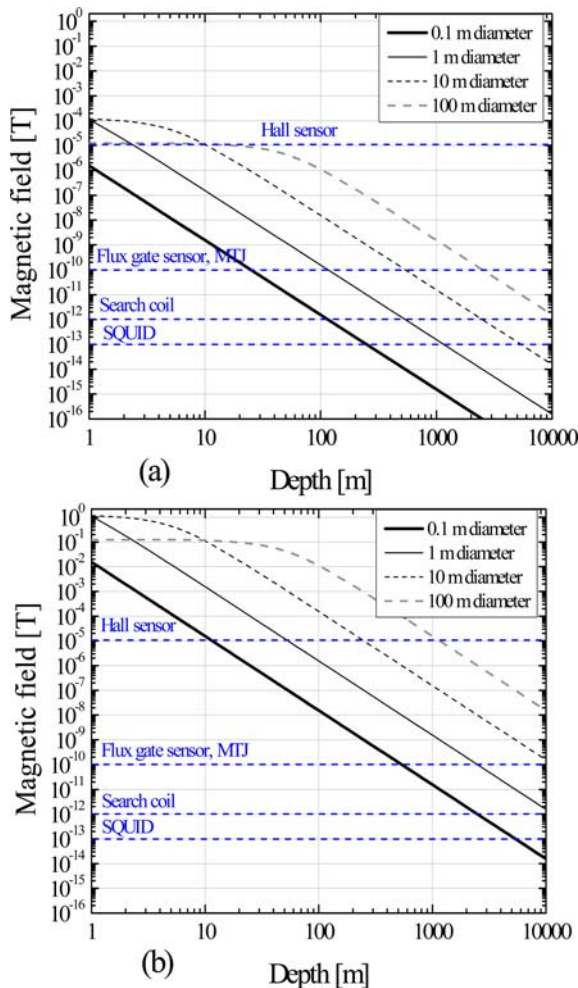 10⁰
10⁻¹
10⁻²
10⁻³
10⁻⁴
10⁻⁵
10⁻⁶
10⁻⁷
10⁻⁸
10⁻⁹
10⁻¹⁰
10⁻¹¹
10⁻¹²
10⁻¹³
10⁻¹⁴
10⁻¹⁵
10⁻¹⁶
Magnetic field [T]
0.1 m diameter
1 m diameter
10 m diameter
100 m diameter
Hall sensor
Flux gate sensor, MTJ
Search coil
SQUID
1 10 100 1000 10000
(a) Depth [m]
10⁰
10⁻¹
10⁻²
10⁻³
10⁻⁴
10⁻⁵
10⁻⁶
10⁻⁷
10⁻⁸
10⁻⁹
10⁻¹⁰
10⁻¹¹
10⁻¹²
10⁻¹³
10⁻¹⁴
10⁻¹⁵
10⁻¹⁶
Magnetic field [T]
0.1 m diameter
1 m diameter
10 m diameter
100 m diameter
Hall sensor
Flux gate sensor, MTJ
Search coil
SQUID
1 10 100 1000 10000
(b) Depth [m]